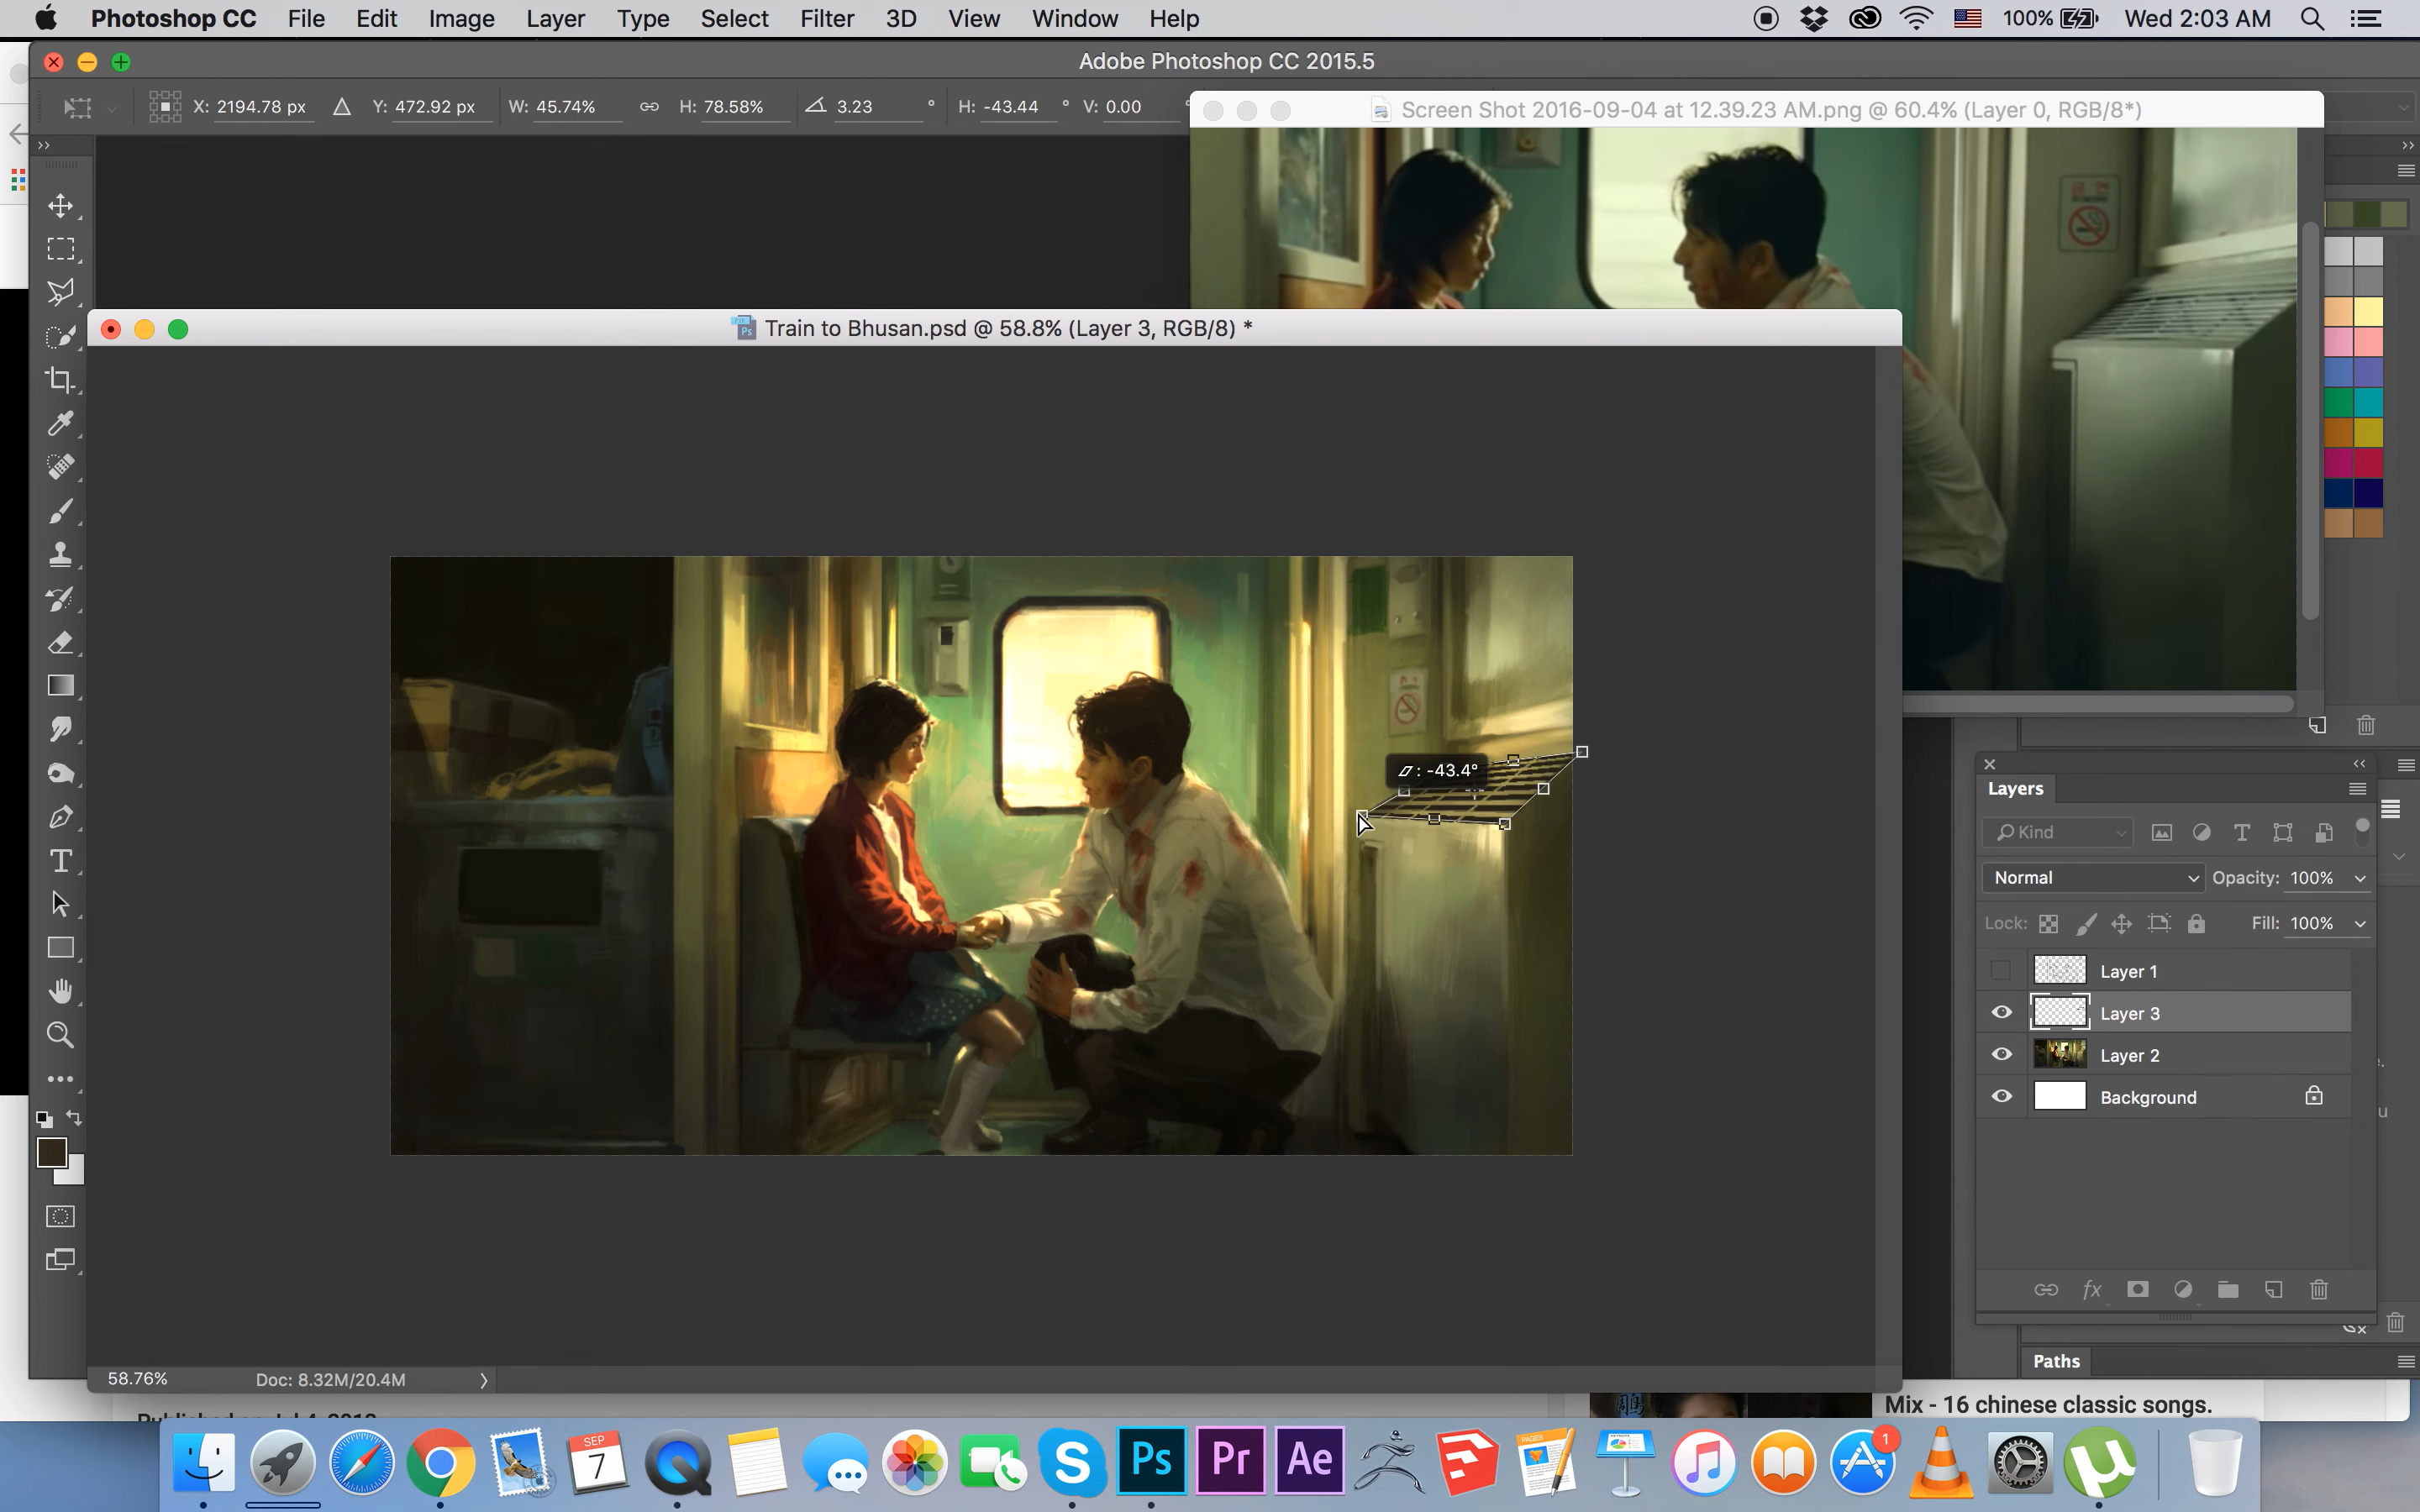 Photoshop CC File Edit Image Layer Type Select Filter 3D View Window Help 100% Wed 2:03 AM
Adobe Photoshop CC 2015.5
X: 2194.78 px Y: 472.92 px W: 45.74% H: 78.58% 3.23 ° H: -43.44 ° V: 0.00 °
Screen Shot 2016-09-04 at 12.39.23 AM.png @ 60.4% (Layer 0, RGB/8*)
Train to Bhusan.psd @ 58.8% (Layer 3, RGB/8) *
Ps
: -43.4°
Layers
Kind
Normal Opacity: 100%
Lock: Fill: 100%
Layer 1
Layer 3
Layer 2
Background
fx
Paths
58.76% Doc: 8.32M/20.4M
Mix - 16 chinese classic songs.
SEP
7
PAGES
Ps Pr Ae
1